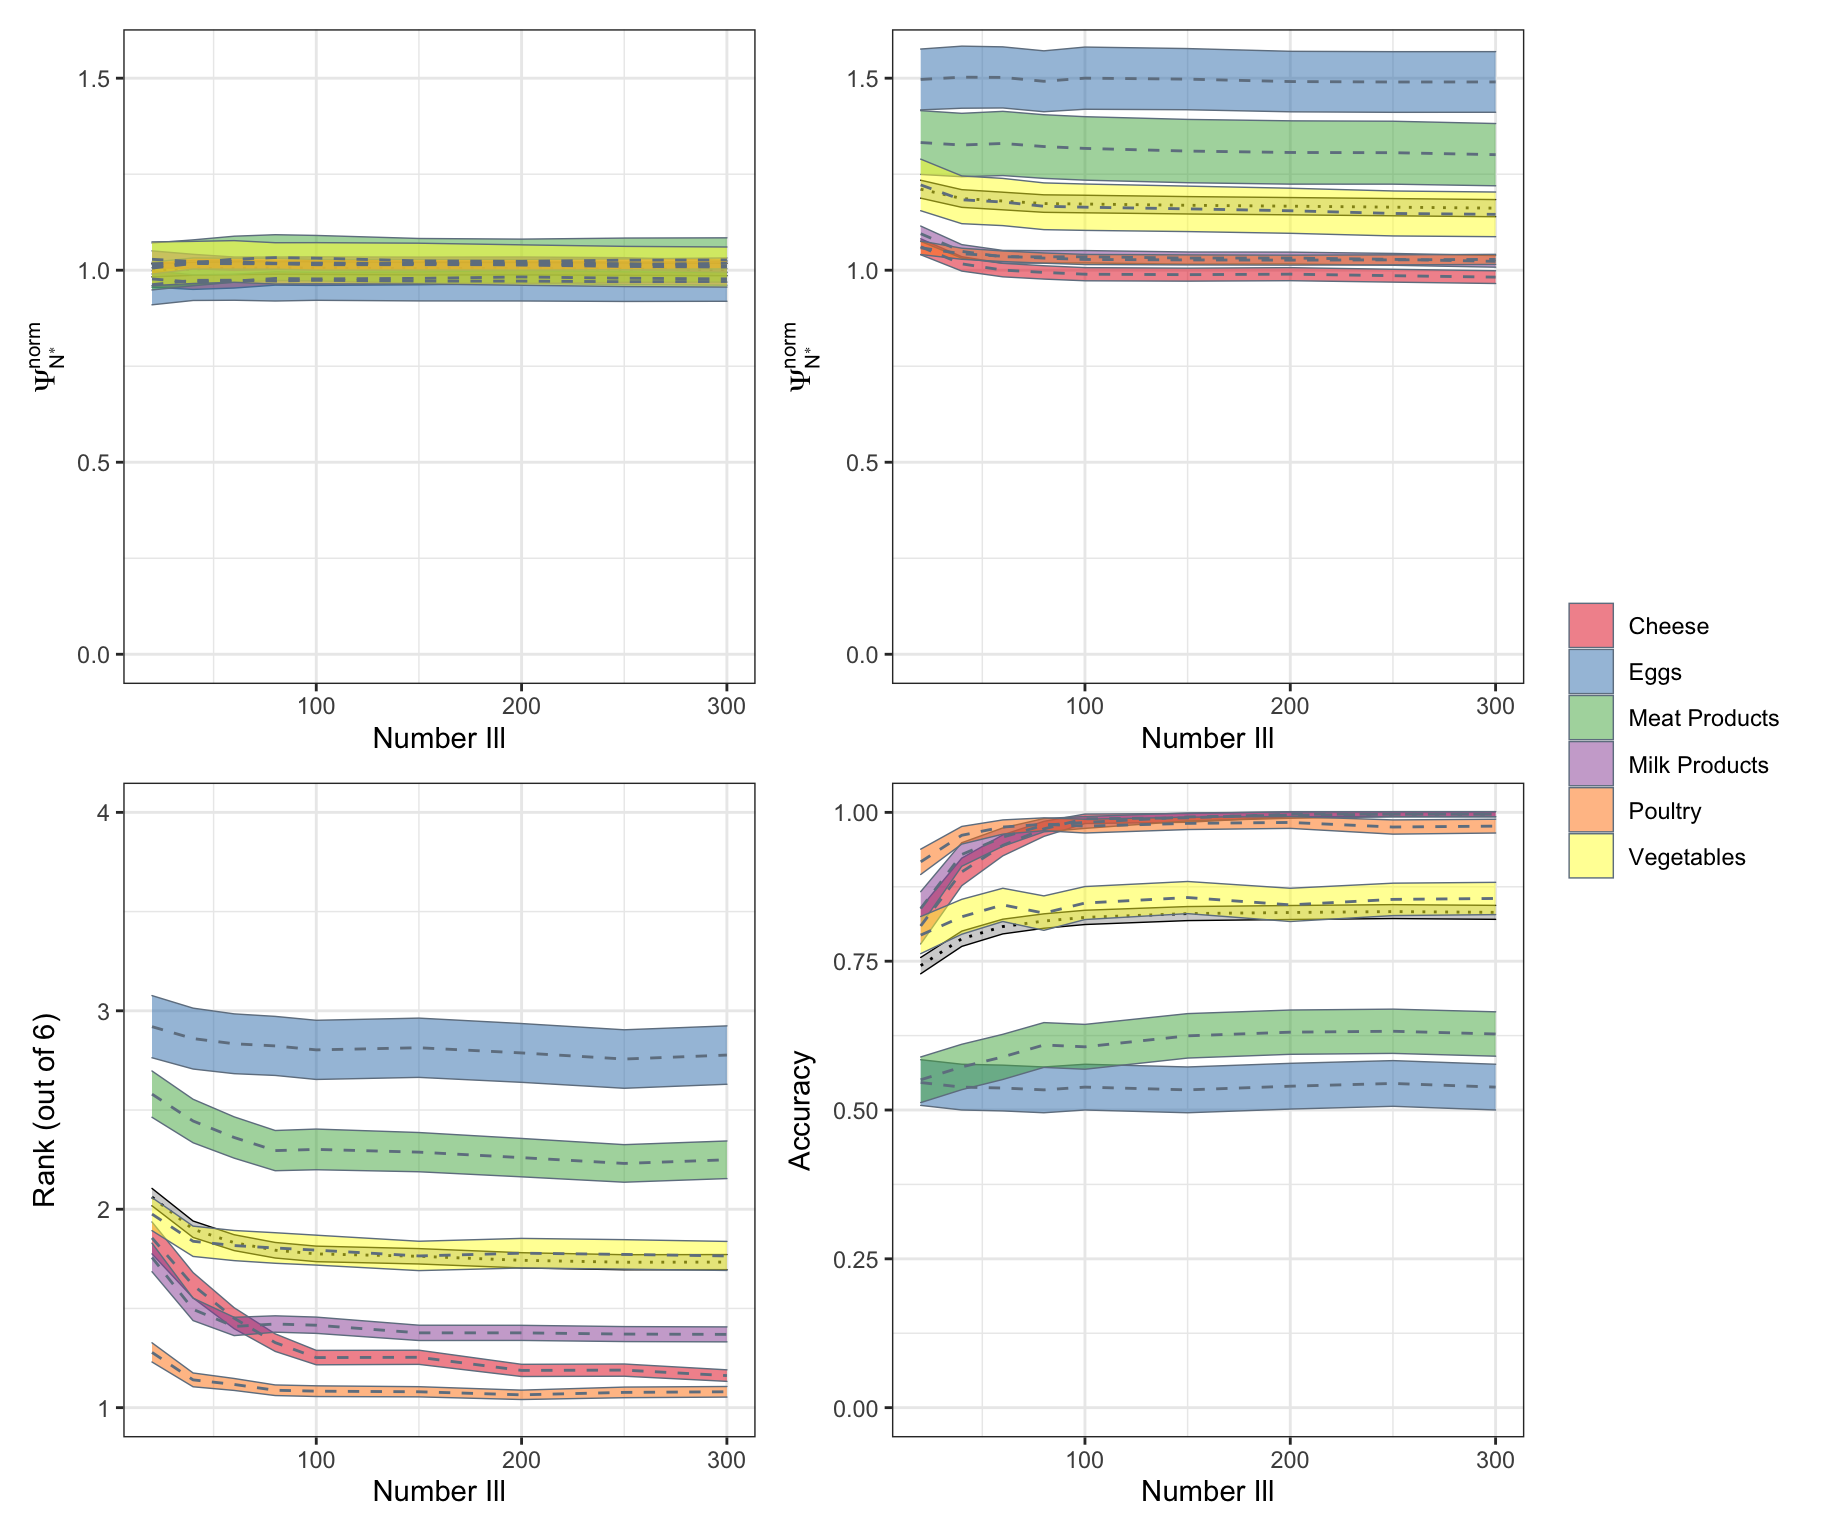 1.5
1.0
0.5
0.0
Ψ_N*^norm
100 200 300
Number Ill
1.5
1.0
0.5
0.0
Ψ_N*^norm
100 200 300
Number Ill
4
3
2
1
Rank (out of 6)
100 200 300
Number Ill
1.00
0.75
0.50
0.25
0.00
Accuracy
100 200 300
Number Ill
Cheese
Eggs
Meat Products
Milk Products
Poultry
Vegetables